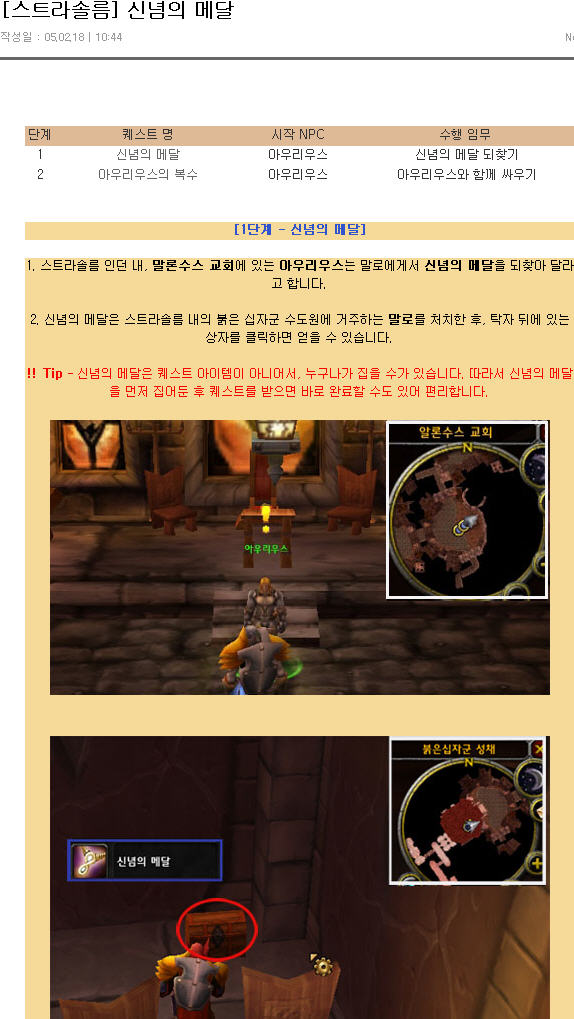 [스트라솔름] 신념의 메달
작성일 : 05.02.18 | 10:44
단계 퀘스트 명 시작 NPC 수행 임무
1 신념의 메달 아우리우스 신념의 메달 되찾기
2 아우리우스의 복수 아우리우스 아우리우스와 함께 싸우기
[1단계 - 신념의 메달]
1. 스트라솔름 인던 내, 말론수스 교회에 있는 아우리우스는 말로에게서 신념의 메달을 되찾아 달라
고 합니다.
2. 신념의 메달은 스트라솔름 내의 붉은 십자군 수도원에 거주하는 말로를 처치한 후, 탁자 뒤에 있는
상자를 클릭하면 얻을 수 있습니다.
!! Tip - 신념의 메달은 퀘스트 아이템이 아니어서, 누구나가 집을 수가 있습니다. 따라서 신념의 메달
을 먼저 집어둔 후 퀘스트를 받으면 바로 완료할 수도 있어 편리합니다.
알론수스 교회
N
아우리우스
붉은십자군 성채
N
신념의 메달